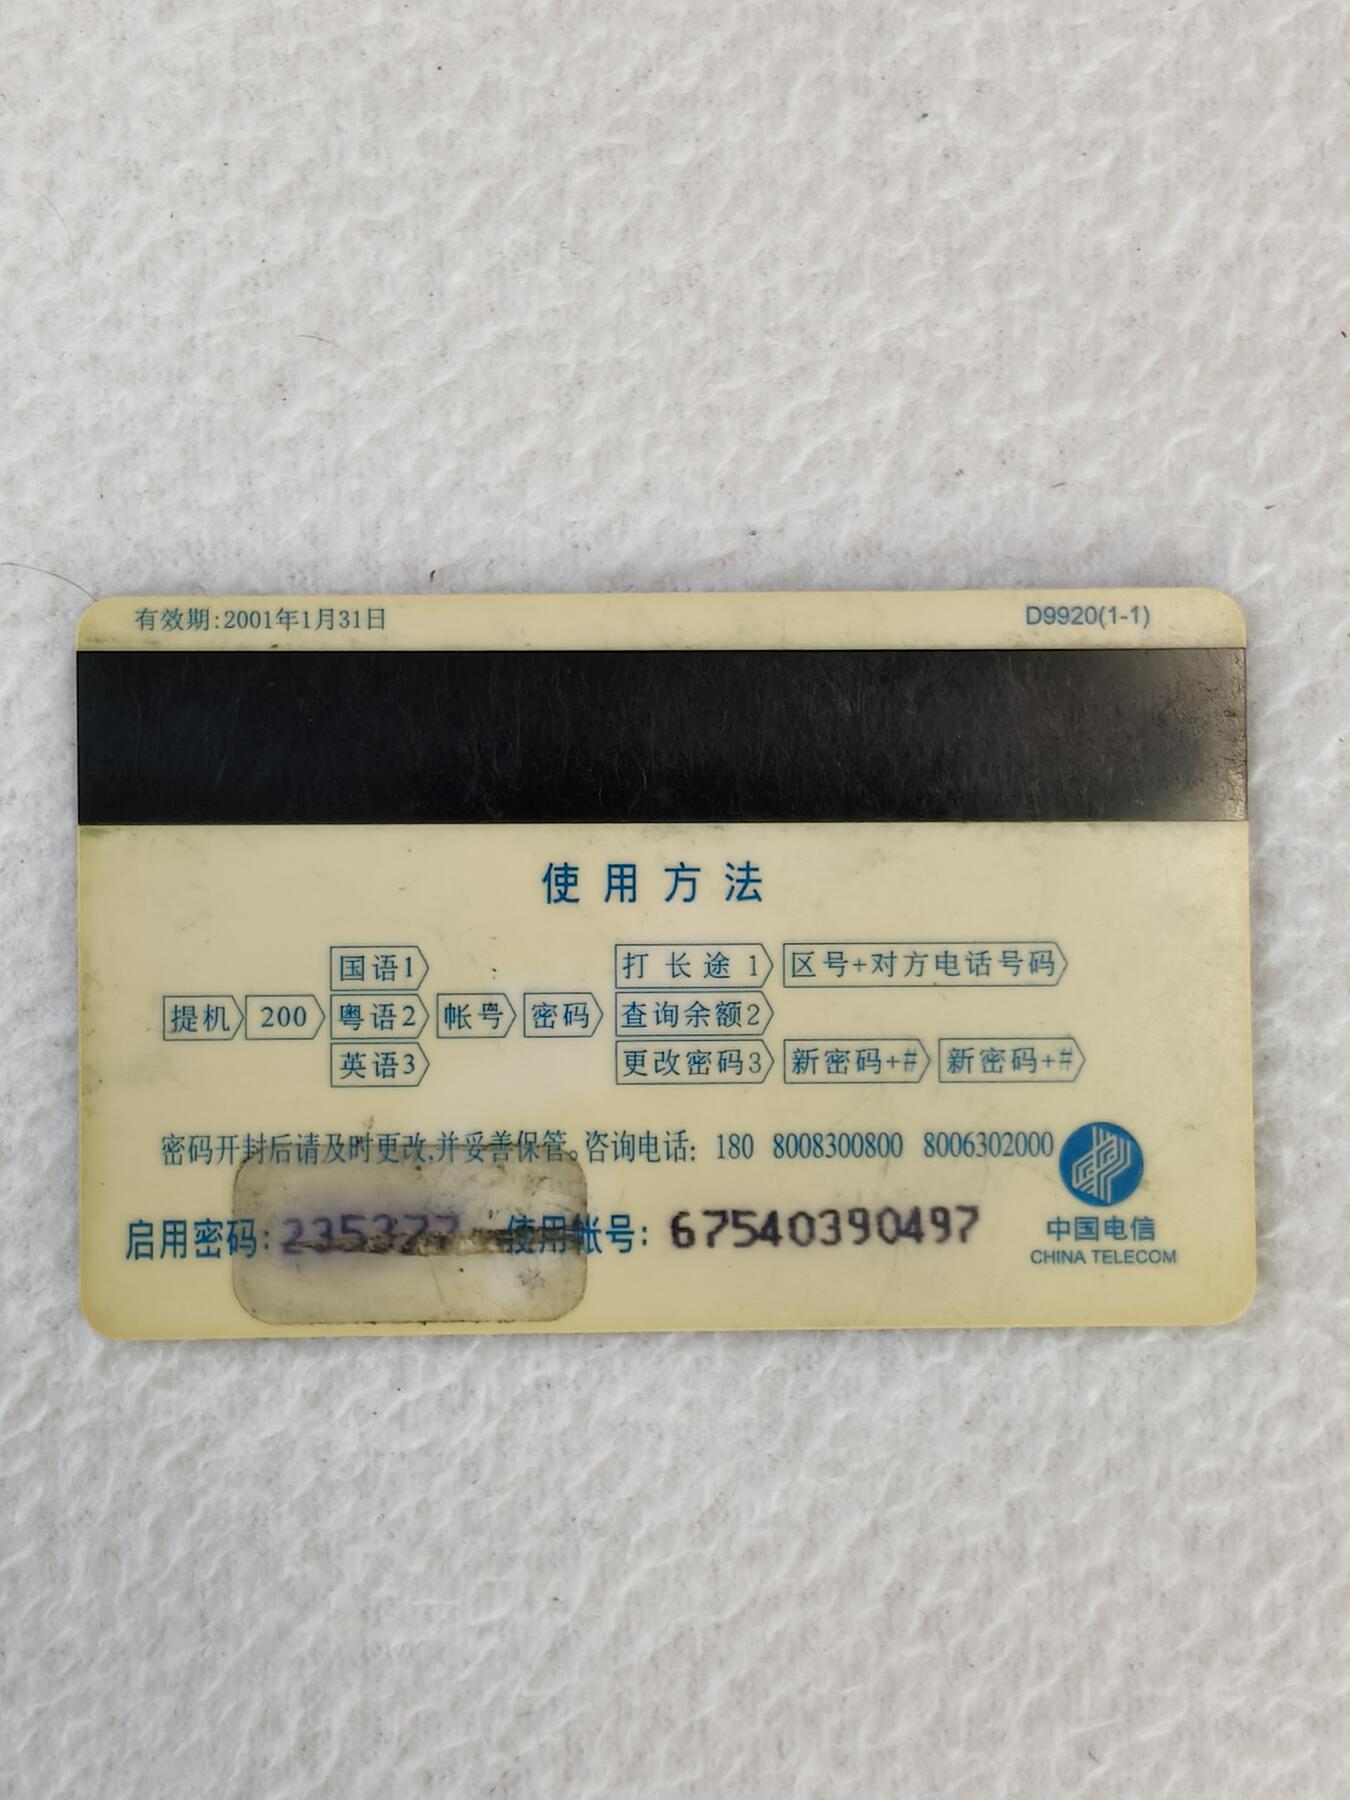 有效期:2001年1月31日 D9920(1-1)
使用方法
国语1 打长途1 区号+对方电话号码
提机 200 粤语2 帐号 密码 查询余额2
英语3 更改密码3 新密码+# 新密码+#
密码开封后请及时更改,并妥善保管。咨询电话: 180 8008300800 8006302000
启用密码:235377 使用帐号: 67540390497
中国电信
CHINA TELECOM